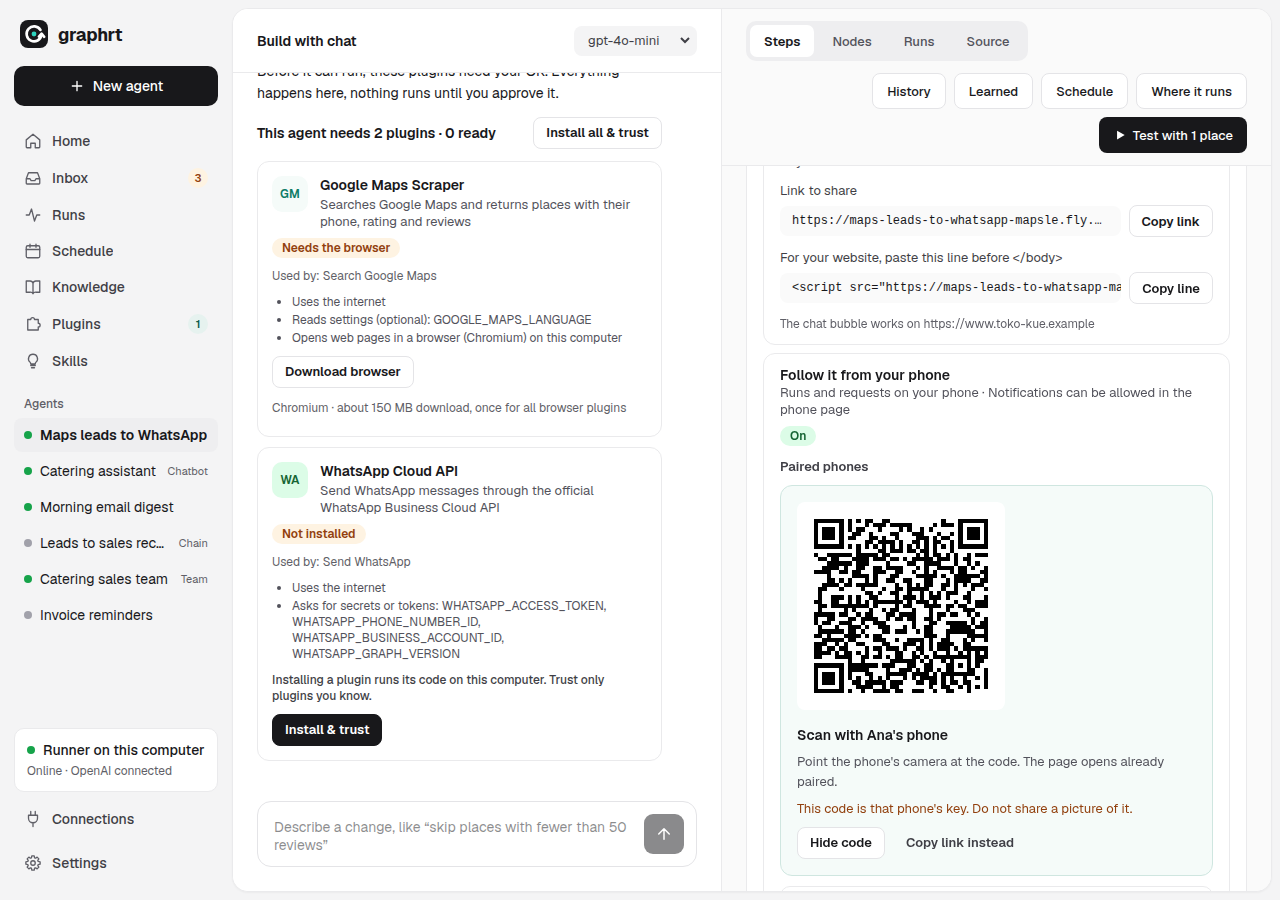 graphrt
New agent
Home
Inbox 3
Runs
Schedule
Knowledge
Plugins 1
Skills
Agents
Maps leads to WhatsApp
Catering assistant Chatbot
Morning email digest
Leads to sales rec… Chain
Catering sales team Team
Invoice reminders
Runner on this computer
Online · OpenAI connected
Connections
Settings
Build with chat
gpt-4o-mini
Before it can run, these plugins need your OK. Everything
happens here, nothing runs until you approve it.
This agent needs 2 plugins · 0 ready
Install all & trust
GM
Google Maps Scraper
Searches Google Maps and returns places with their
phone, rating and reviews
Needs the browser
Used by: Search Google Maps
• Uses the internet
• Reads settings (optional): GOOGLE_MAPS_LANGUAGE
• Opens web pages in a browser (Chromium) on this computer
Download browser
Chromium · about 150 MB download, once for all browser plugins
WA
WhatsApp Cloud API
Send WhatsApp messages through the official
WhatsApp Business Cloud API
Not installed
Used by: Send WhatsApp
• Uses the internet
• Asks for secrets or tokens: WHATSAPP_ACCESS_TOKEN,
WHATSAPP_PHONE_NUMBER_ID,
WHATSAPP_BUSINESS_ACCOUNT_ID,
WHATSAPP_GRAPH_VERSION
Installing a plugin runs its code on this computer. Trust only
plugins you know.
Install & trust
Describe a change, like “skip places with fewer than 50
reviews”
Steps
Nodes
Runs
Source
History
Learned
Schedule
Where it runs
Test with 1 place
Link to share
https://maps-leads-to-whatsapp-mapsle.fly.…
Copy link
For your website, paste this line before </body>
<script src="https://maps-leads-to-whatsapp-ma
Copy line
The chat bubble works on https://www.toko-kue.example
Follow it from your phone
Runs and requests on your phone · Notifications can be allowed in the
phone page
On
Paired phones
Scan with Ana's phone
Point the phone's camera at the code. The page opens already
paired.
This code is that phone's key. Do not share a picture of it.
Hide code
Copy link instead